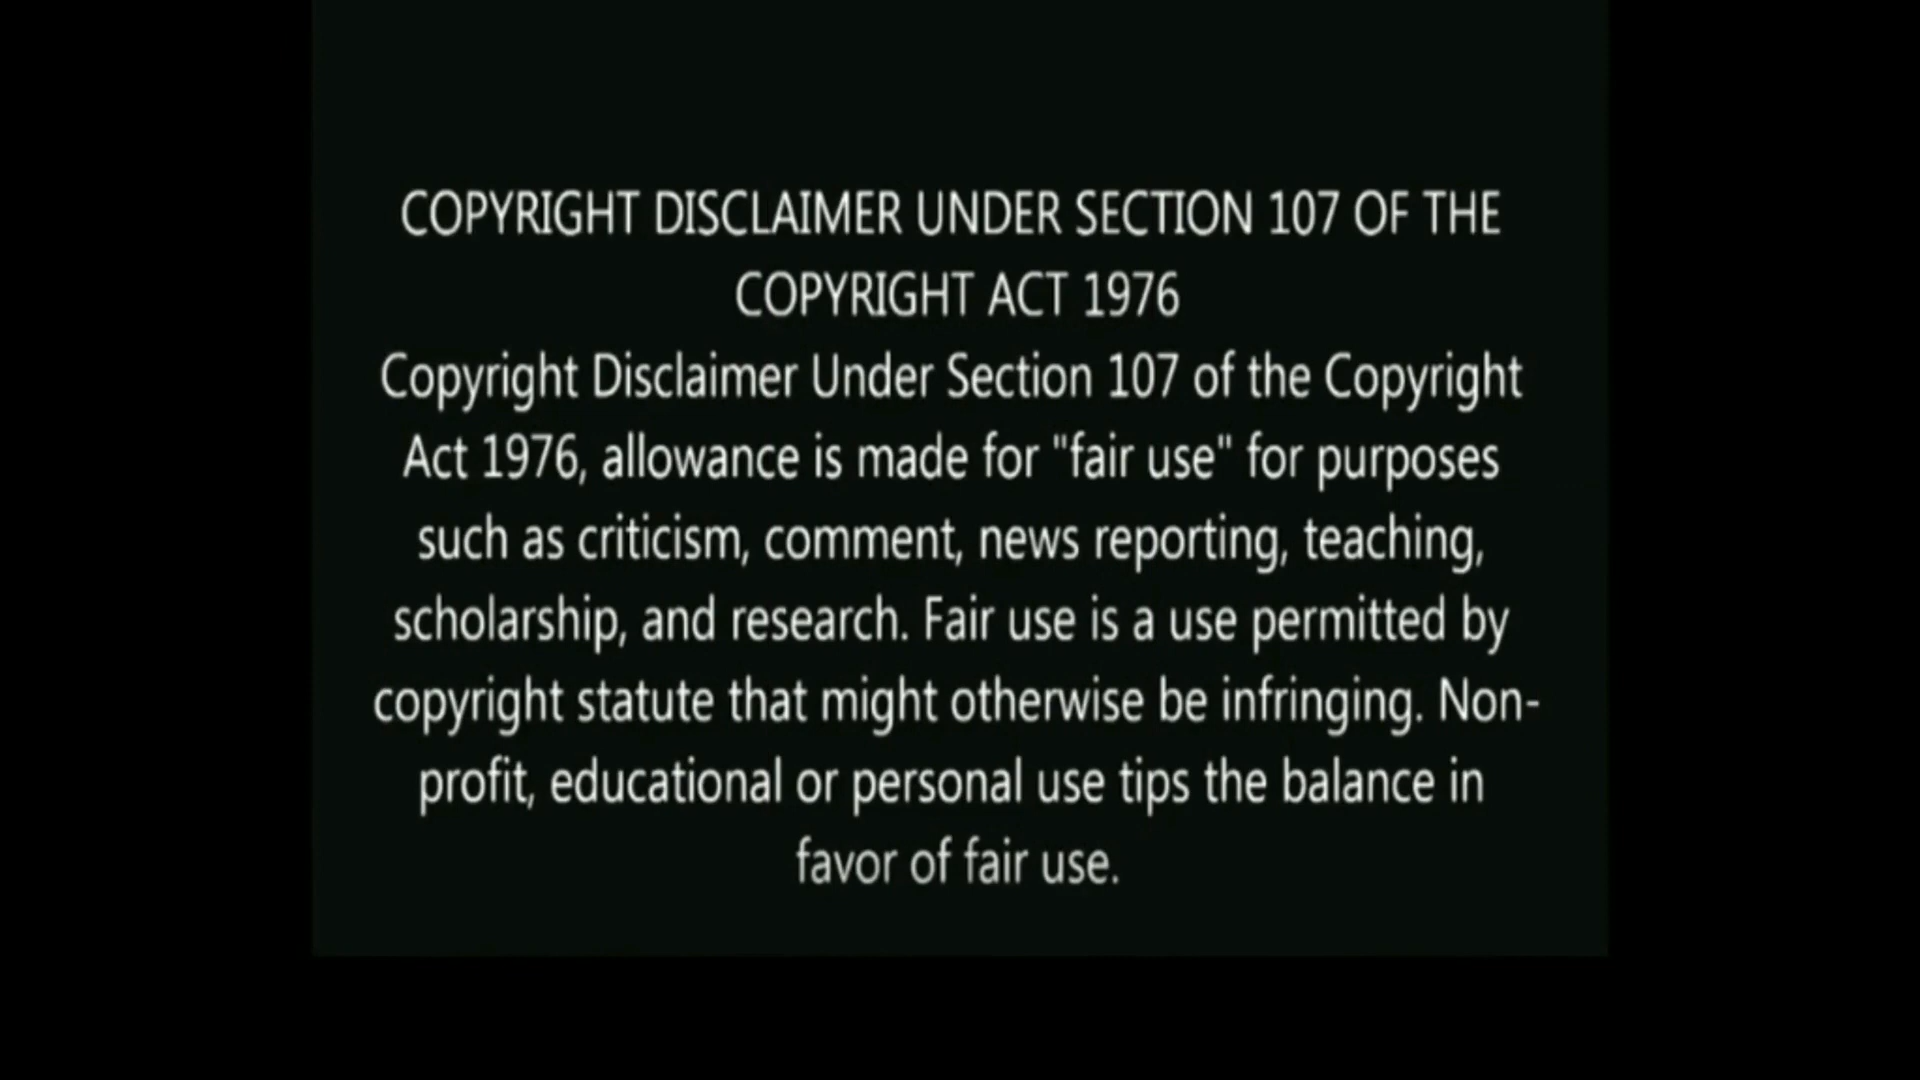 COPYRIGHT DISCLAIMER UNDER SECTION 107 OF THE
COPYRIGHT ACT 1976
Copyright Disclaimer Under Section 107 of the Copyright
Act 1976, allowance is made for "fair use" for purposes
such as criticism, comment, news reporting, teaching,
scholarship, and research. Fair use is a use permitted by
copyright statute that might otherwise be infringing. Non-
profit, educational or personal use tips the balance in
favor of fair use.